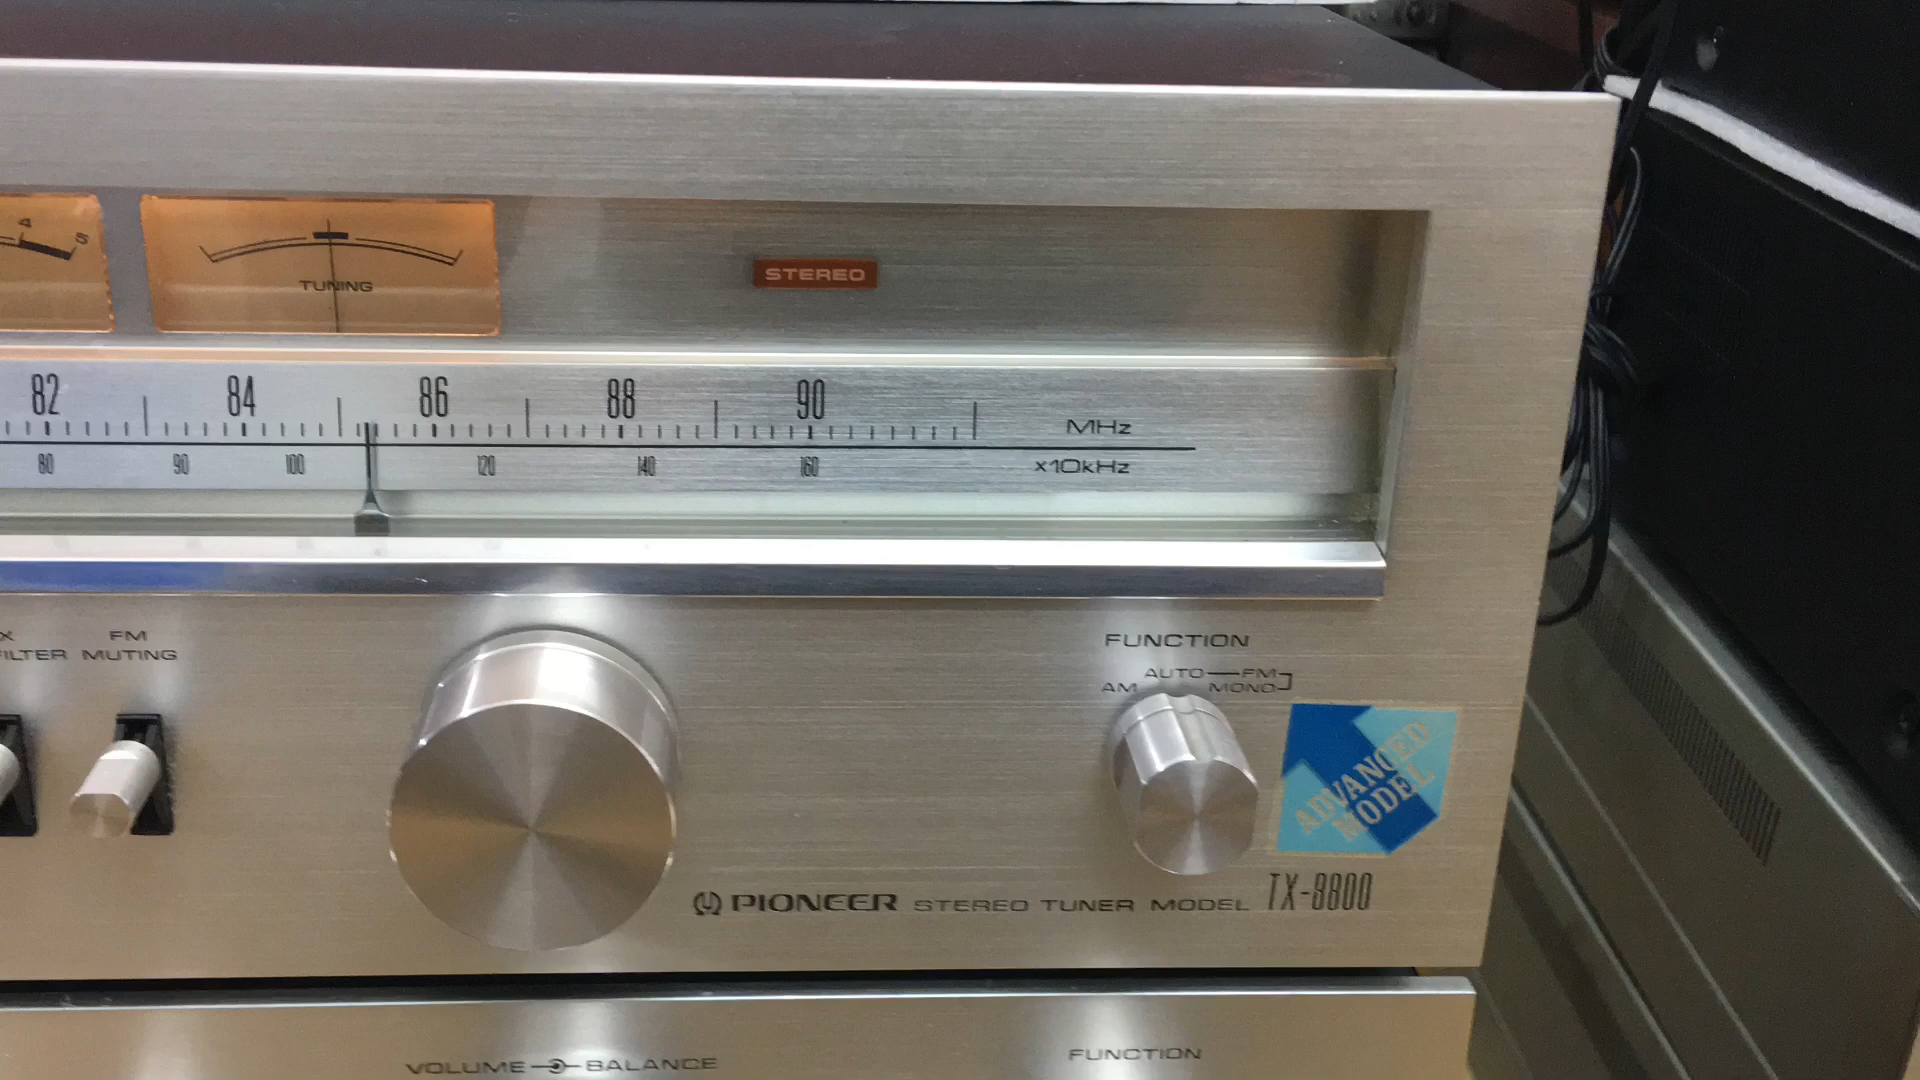 4 5
TUNING
STEREO
82 84 86 88 90 MHz
80 90 100 120 140 160 x10kHz
FM
FILTER MUTING
FUNCTION
AUTO FM
AM MONO
ADVANCED
MODEL
PIONEER STEREO TUNER MODEL TX-8800
VOLUME BALANCE
FUNCTION